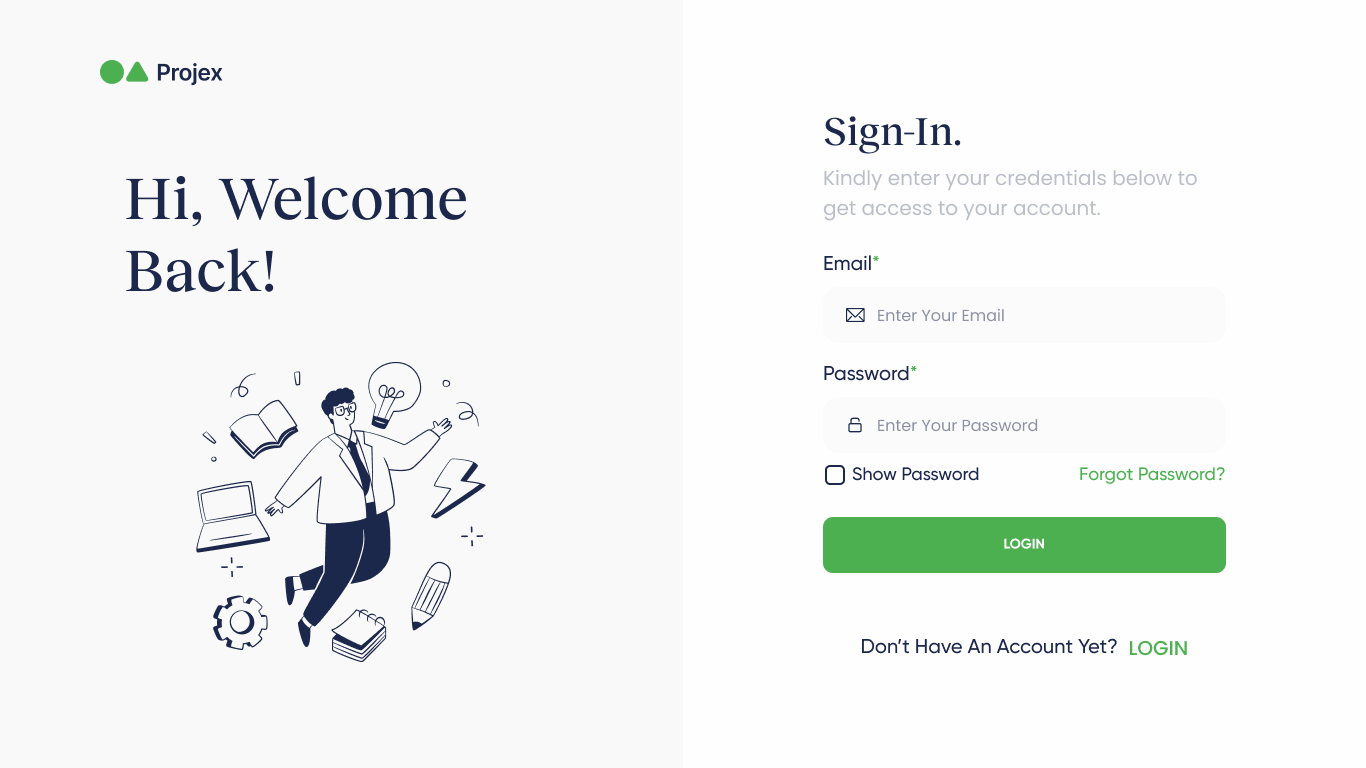 Projex
Hi, Welcome
Back!
Sign-In.
Kindly enter your credentials below to
get access to your account.
Email*
Enter Your Email
Password*
Enter Your Password
Show Password Forgot Password?
LOGIN
Don’t Have An Account Yet? LOGIN